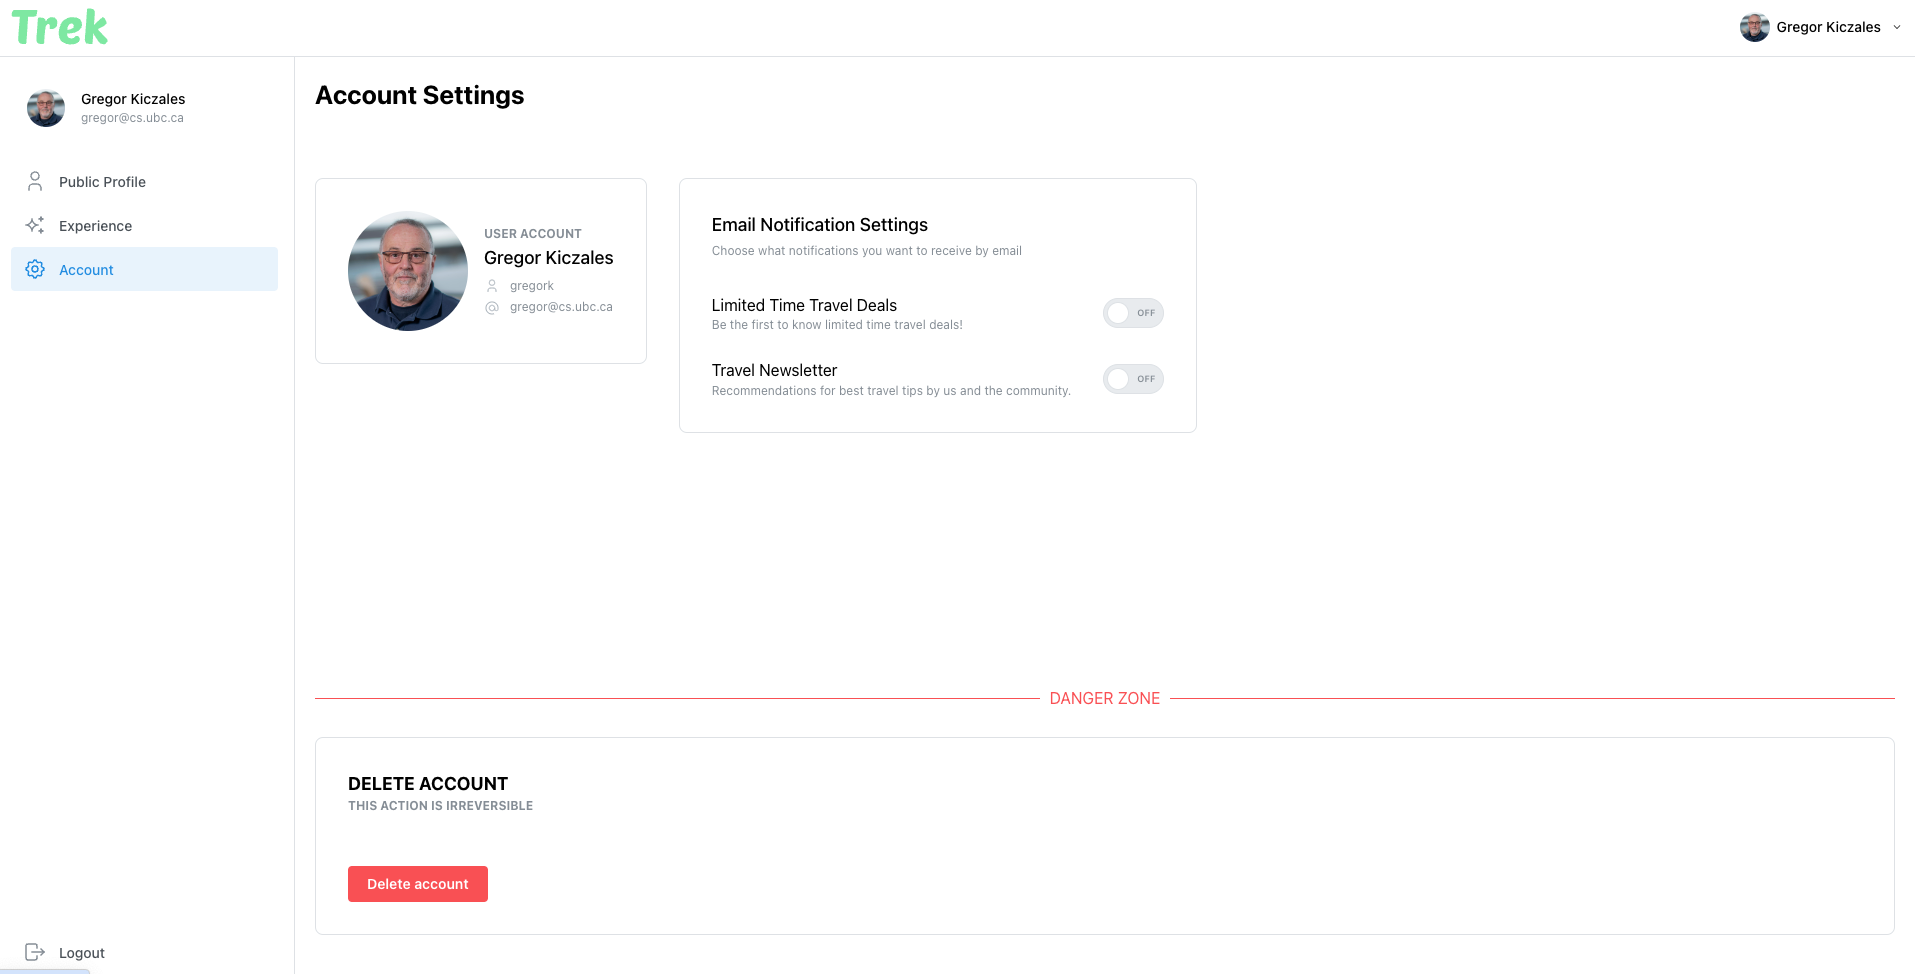 Trek
Gregor Kiczales
Gregor Kiczales
gregor@cs.ubc.ca
Public Profile
Experience
Account
Logout
Account Settings
USER ACCOUNT
Gregor Kiczales
gregork
gregor@cs.ubc.ca
Email Notification Settings
Choose what notifications you want to receive by email
Limited Time Travel Deals
Be the first to know limited time travel deals!
OFF
Travel Newsletter
Recommendations for best travel tips by us and the community.
OFF
DANGER ZONE
DELETE ACCOUNT
THIS ACTION IS IRREVERSIBLE
Delete account